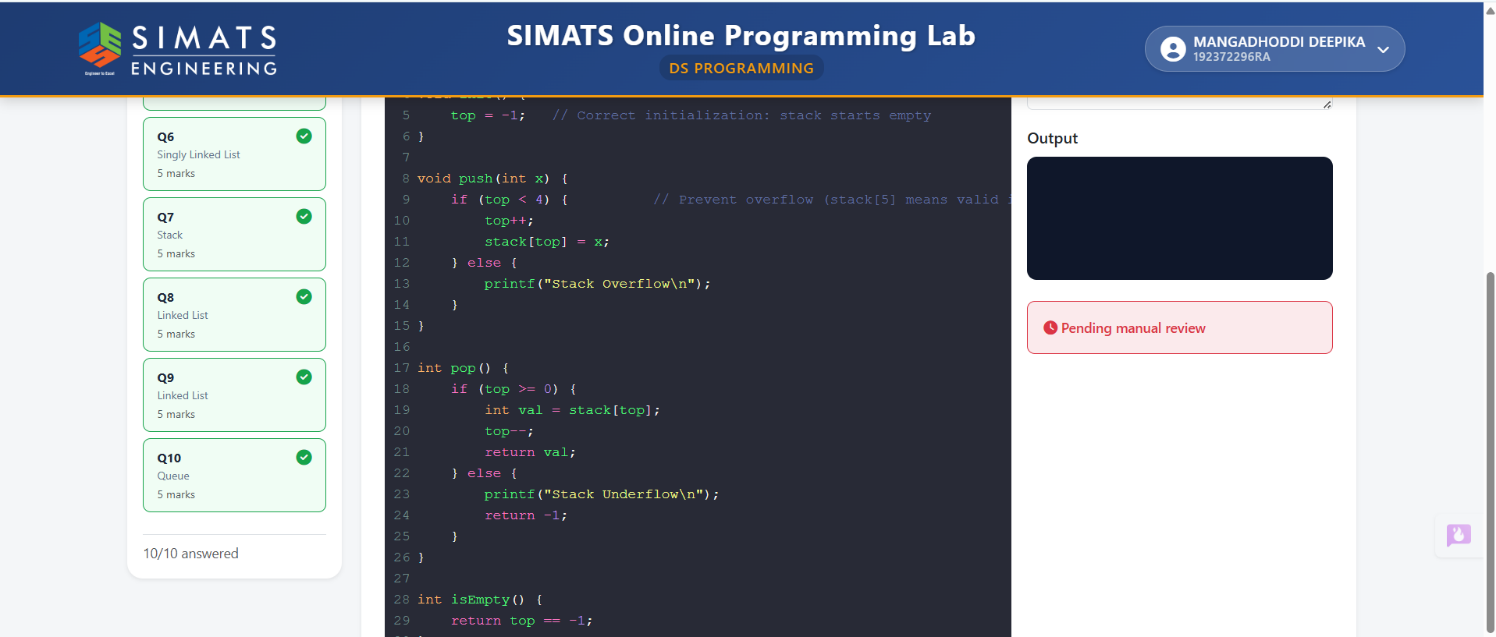 SIMATS
ENGINEERING
Engineer to Excel
SIMATS Online Programming Lab
DS PROGRAMMING
MANGADHODDI DEEPIKA
192372296RA
Q6
Singly Linked List
5 marks
Q7
Stack
5 marks
Q8
Linked List
5 marks
Q9
Linked List
5 marks
Q10
Queue
5 marks
10/10 answered
5     top = -1;   // Correct initialization: stack starts empty
6 }
7
8 void push(int x) {
9     if (top < 4) {          // Prevent overflow (stack[5] means valid
10         top++;
11         stack[top] = x;
12     } else {
13         printf("Stack Overflow\n");
14     }
15 }
16
17 int pop() {
18     if (top >= 0) {
19         int val = stack[top];
20         top--;
21         return val;
22     } else {
23         printf("Stack Underflow\n");
24         return -1;
25     }
26 }
27
28 int isEmpty() {
29     return top == -1;
Output
Pending manual review